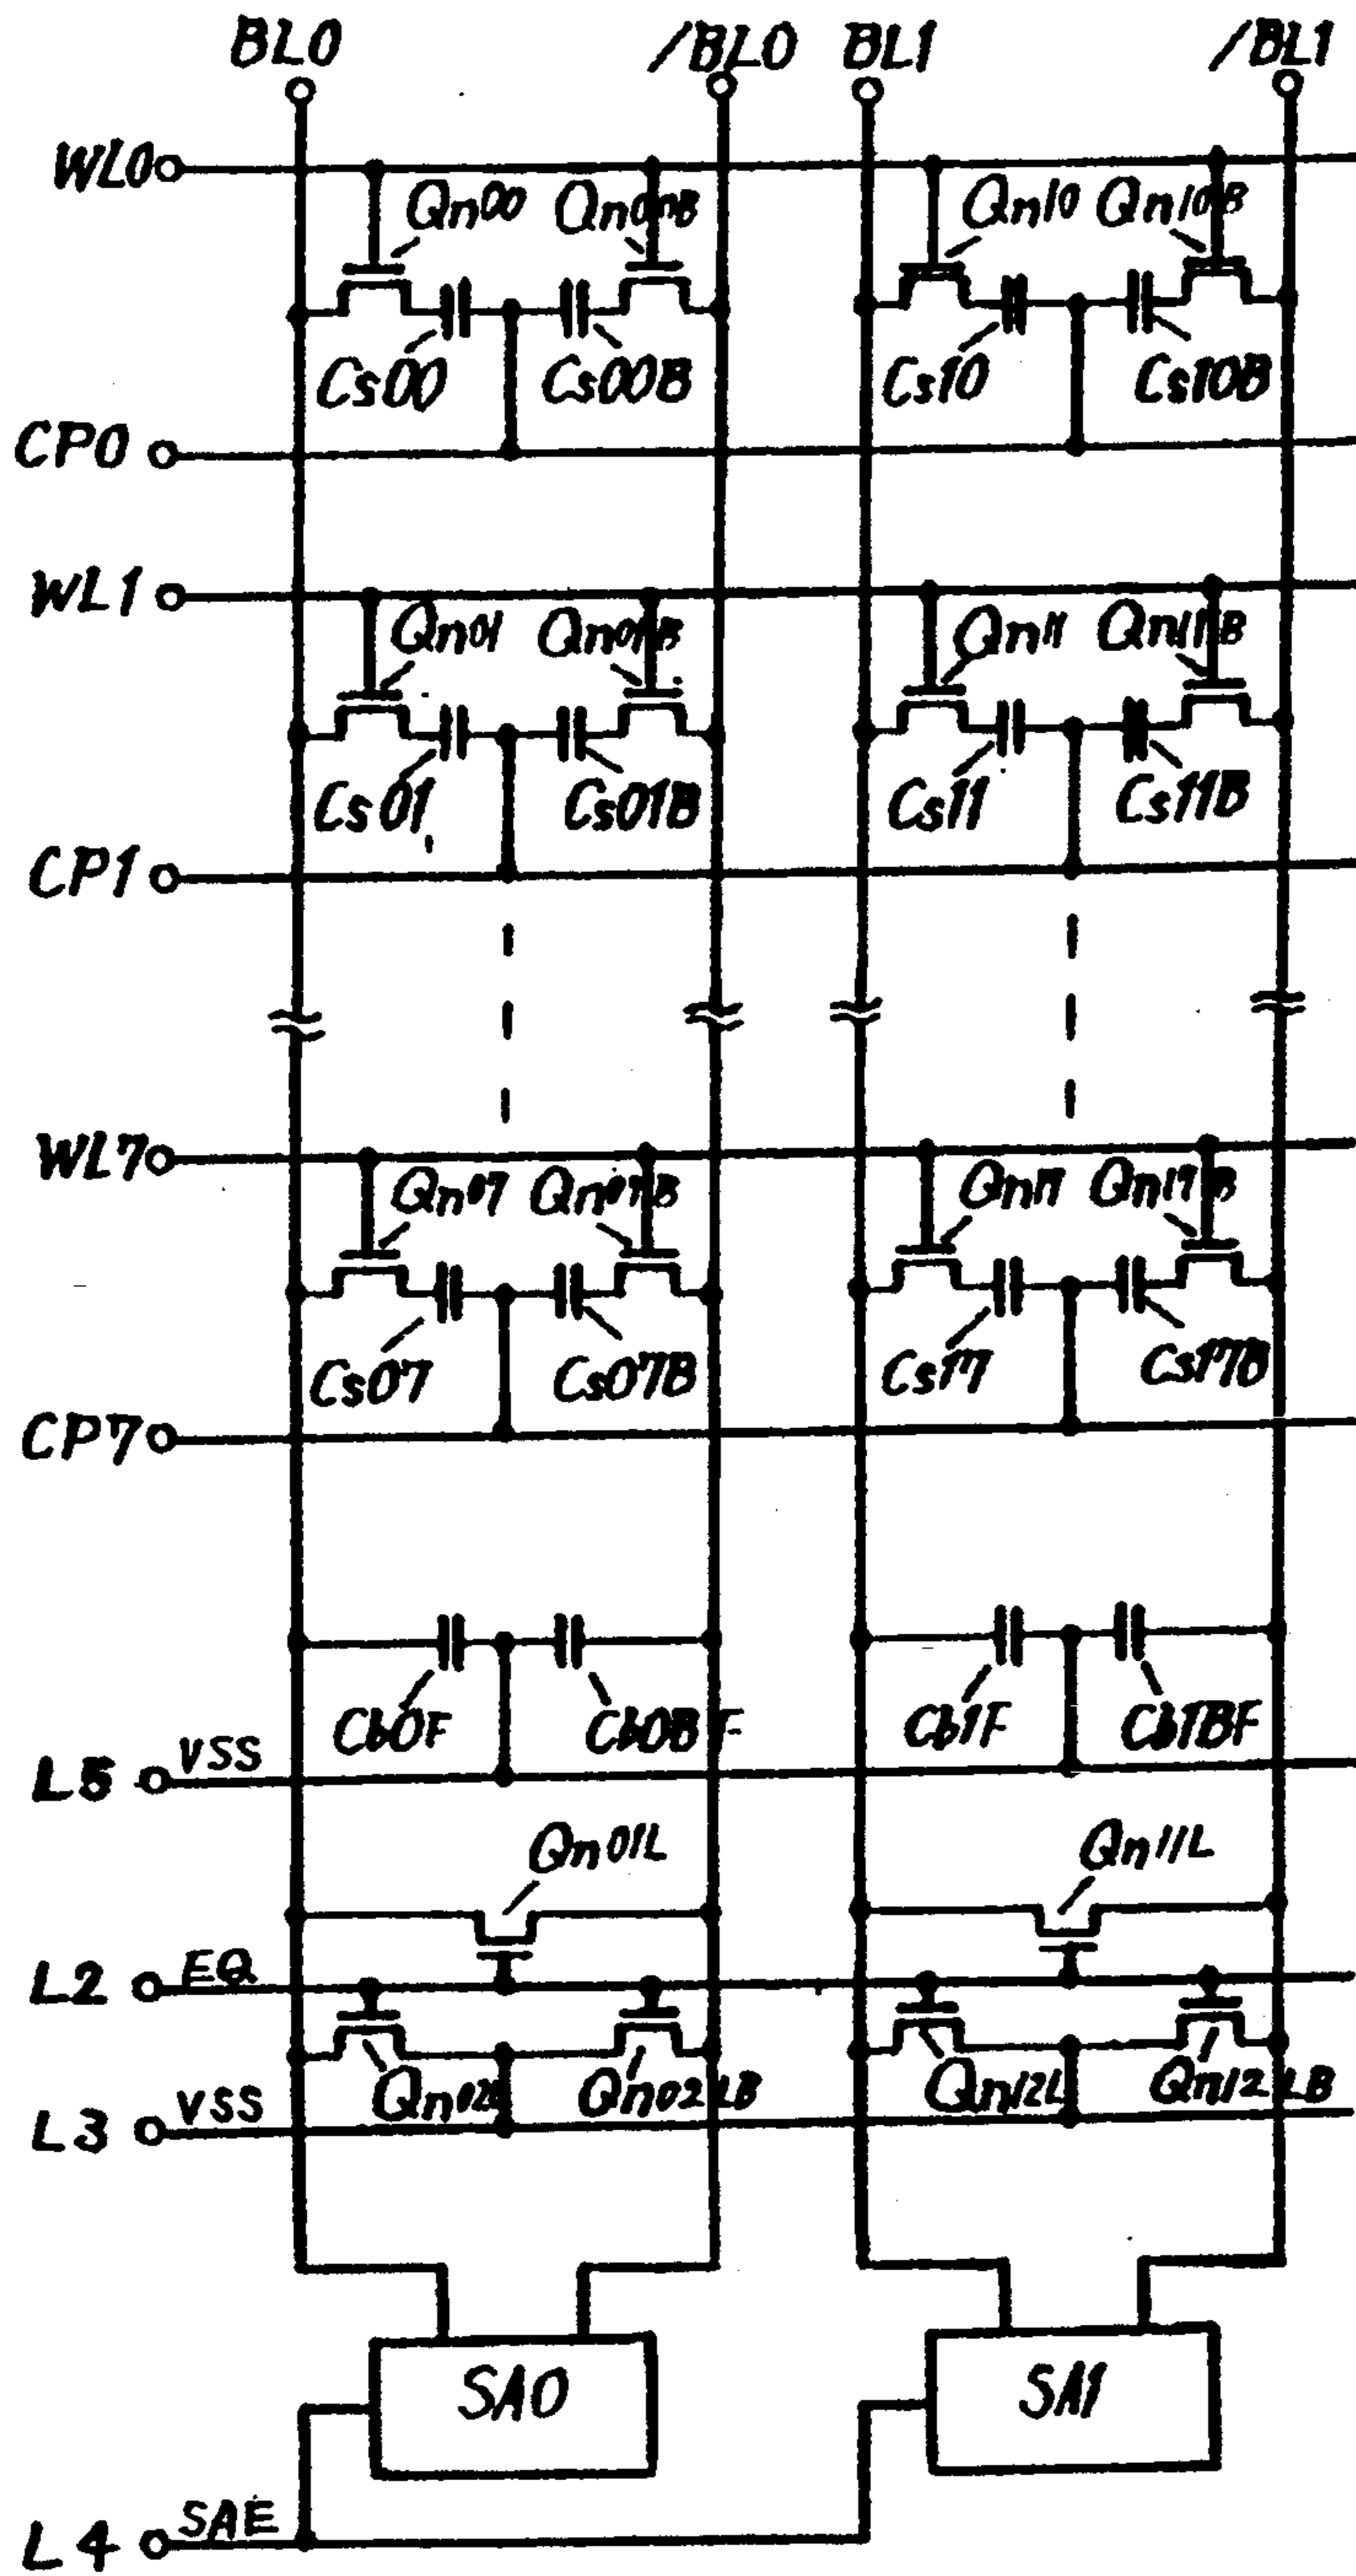 BL0 /BL0 BL1 /BL1
WL0
Qn00 Qn00B Qn10 Qn10B
Cs00 Cs00B Cs10 Cs10B
CP0
WL1
Qn01 Qn01B Qn11 Qn11B
Cs01 Cs01B Cs11 Cs11B
CP1
WL7
Qn07 Qn07B Qn17 Qn17B
Cs07 Cs07B Cs17 Cs17B
CP7
Cb0F Cb0BF Cb1F Cb1BF
L5 VSS
Qn01L Qn11L
L2 EQ
Qn02L Qn02LB Qn12L Qn12LB
L3 VSS
SA0 SA1
L4 SAE